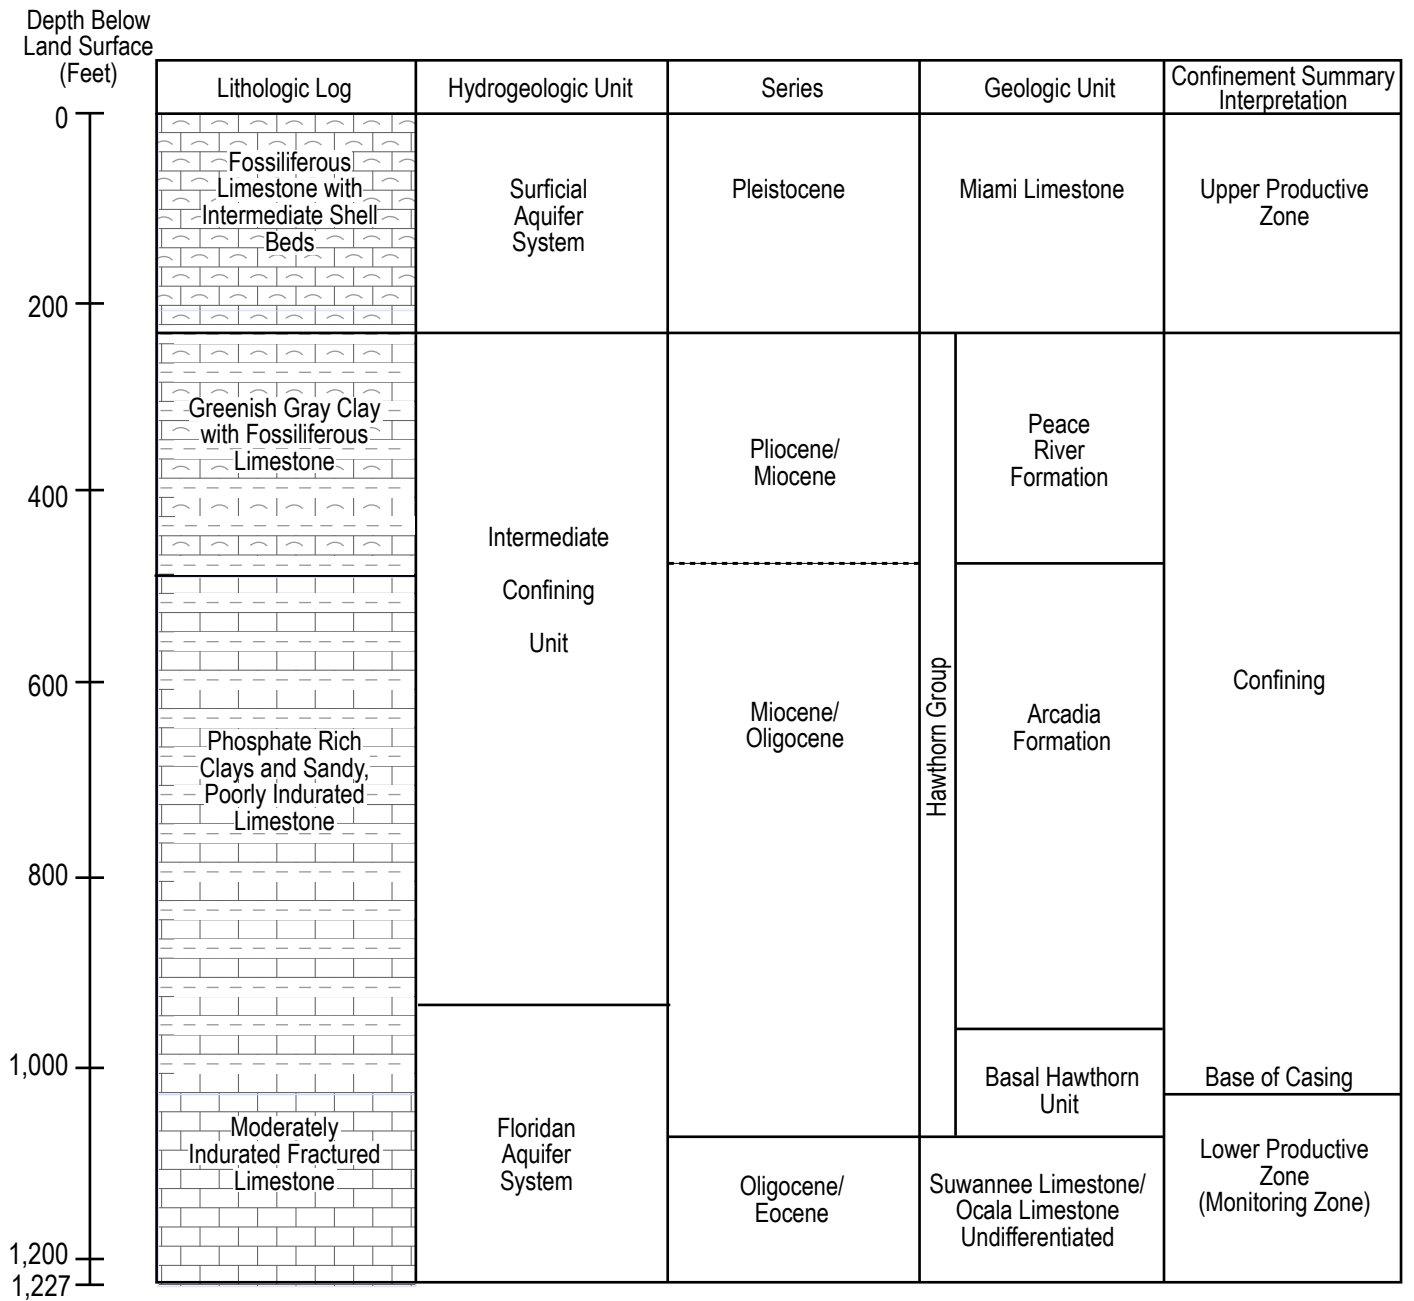 Depth Below
Land Surface
(Feet)
Lithologic Log
Hydrogeologic Unit
Series
Geologic Unit
Confinement Summary
Interpretation
0
200
400
600
800
1,000
1,200
1,227
Fossiliferous
Limestone with
Intermediate Shell
Beds
Greenish Gray Clay
with Fossiliferous
Limestone
Phosphate Rich
Clays and Sandy,
Poorly Indurated
Limestone
Moderately
Indurated Fractured
Limestone
Surficial
Aquifer
System
Intermediate
Confining
Unit
Floridan
Aquifer
System
Pleistocene
Pliocene/
Miocene
Miocene/
Oligocene
Oligocene/
Eocene
Miami Limestone
Hawthorn Group
Peace
River
Formation
Arcadia
Formation
Basal Hawthorn
Unit
Suwannee Limestone/
Ocala Limestone
Undifferentiated
Upper Productive
Zone
Confining
Base of Casing
Lower Productive
Zone
(Monitoring Zone)